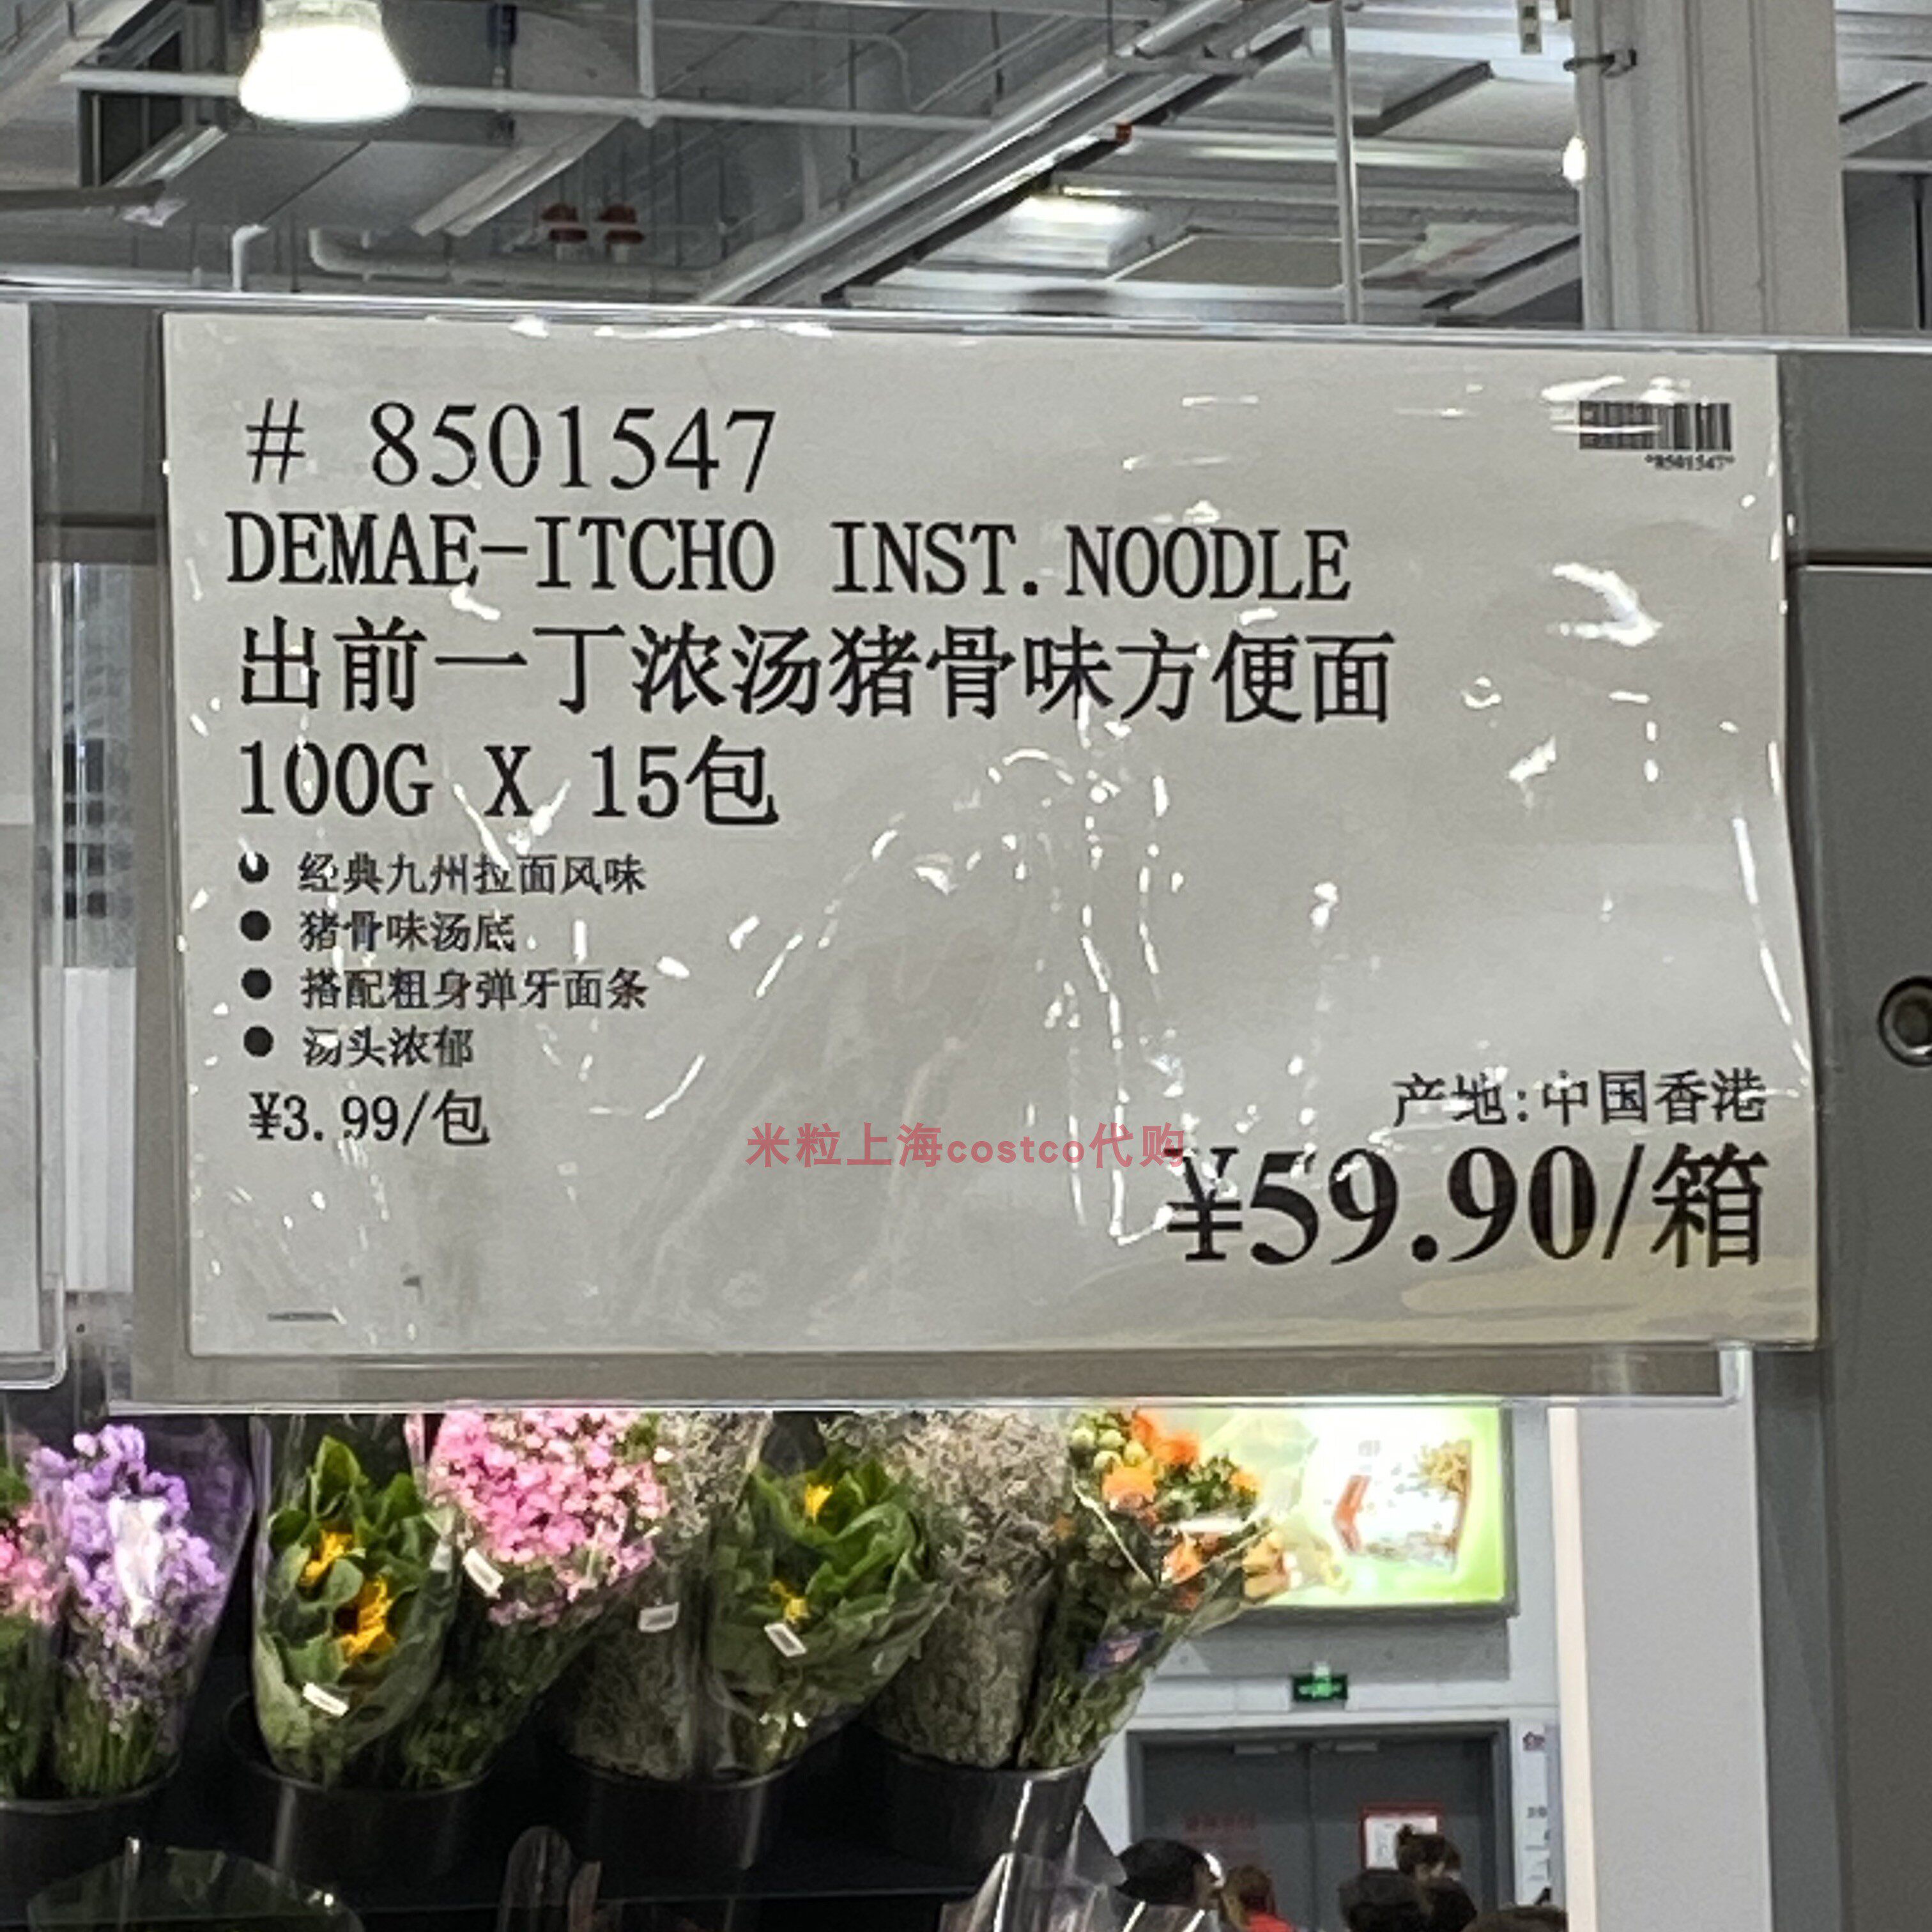 *8501547*
# 8501547
DEMAE-ITCHO INST.NOODLE
出前一丁浓汤猪骨味方便面
100G X 15包
● 经典九州拉面风味
● 猪骨味汤底
● 搭配粗身弹牙面条
● 汤头浓郁
¥3.99/包
产地:中国香港
米粒上海costco代购
¥59.90/箱